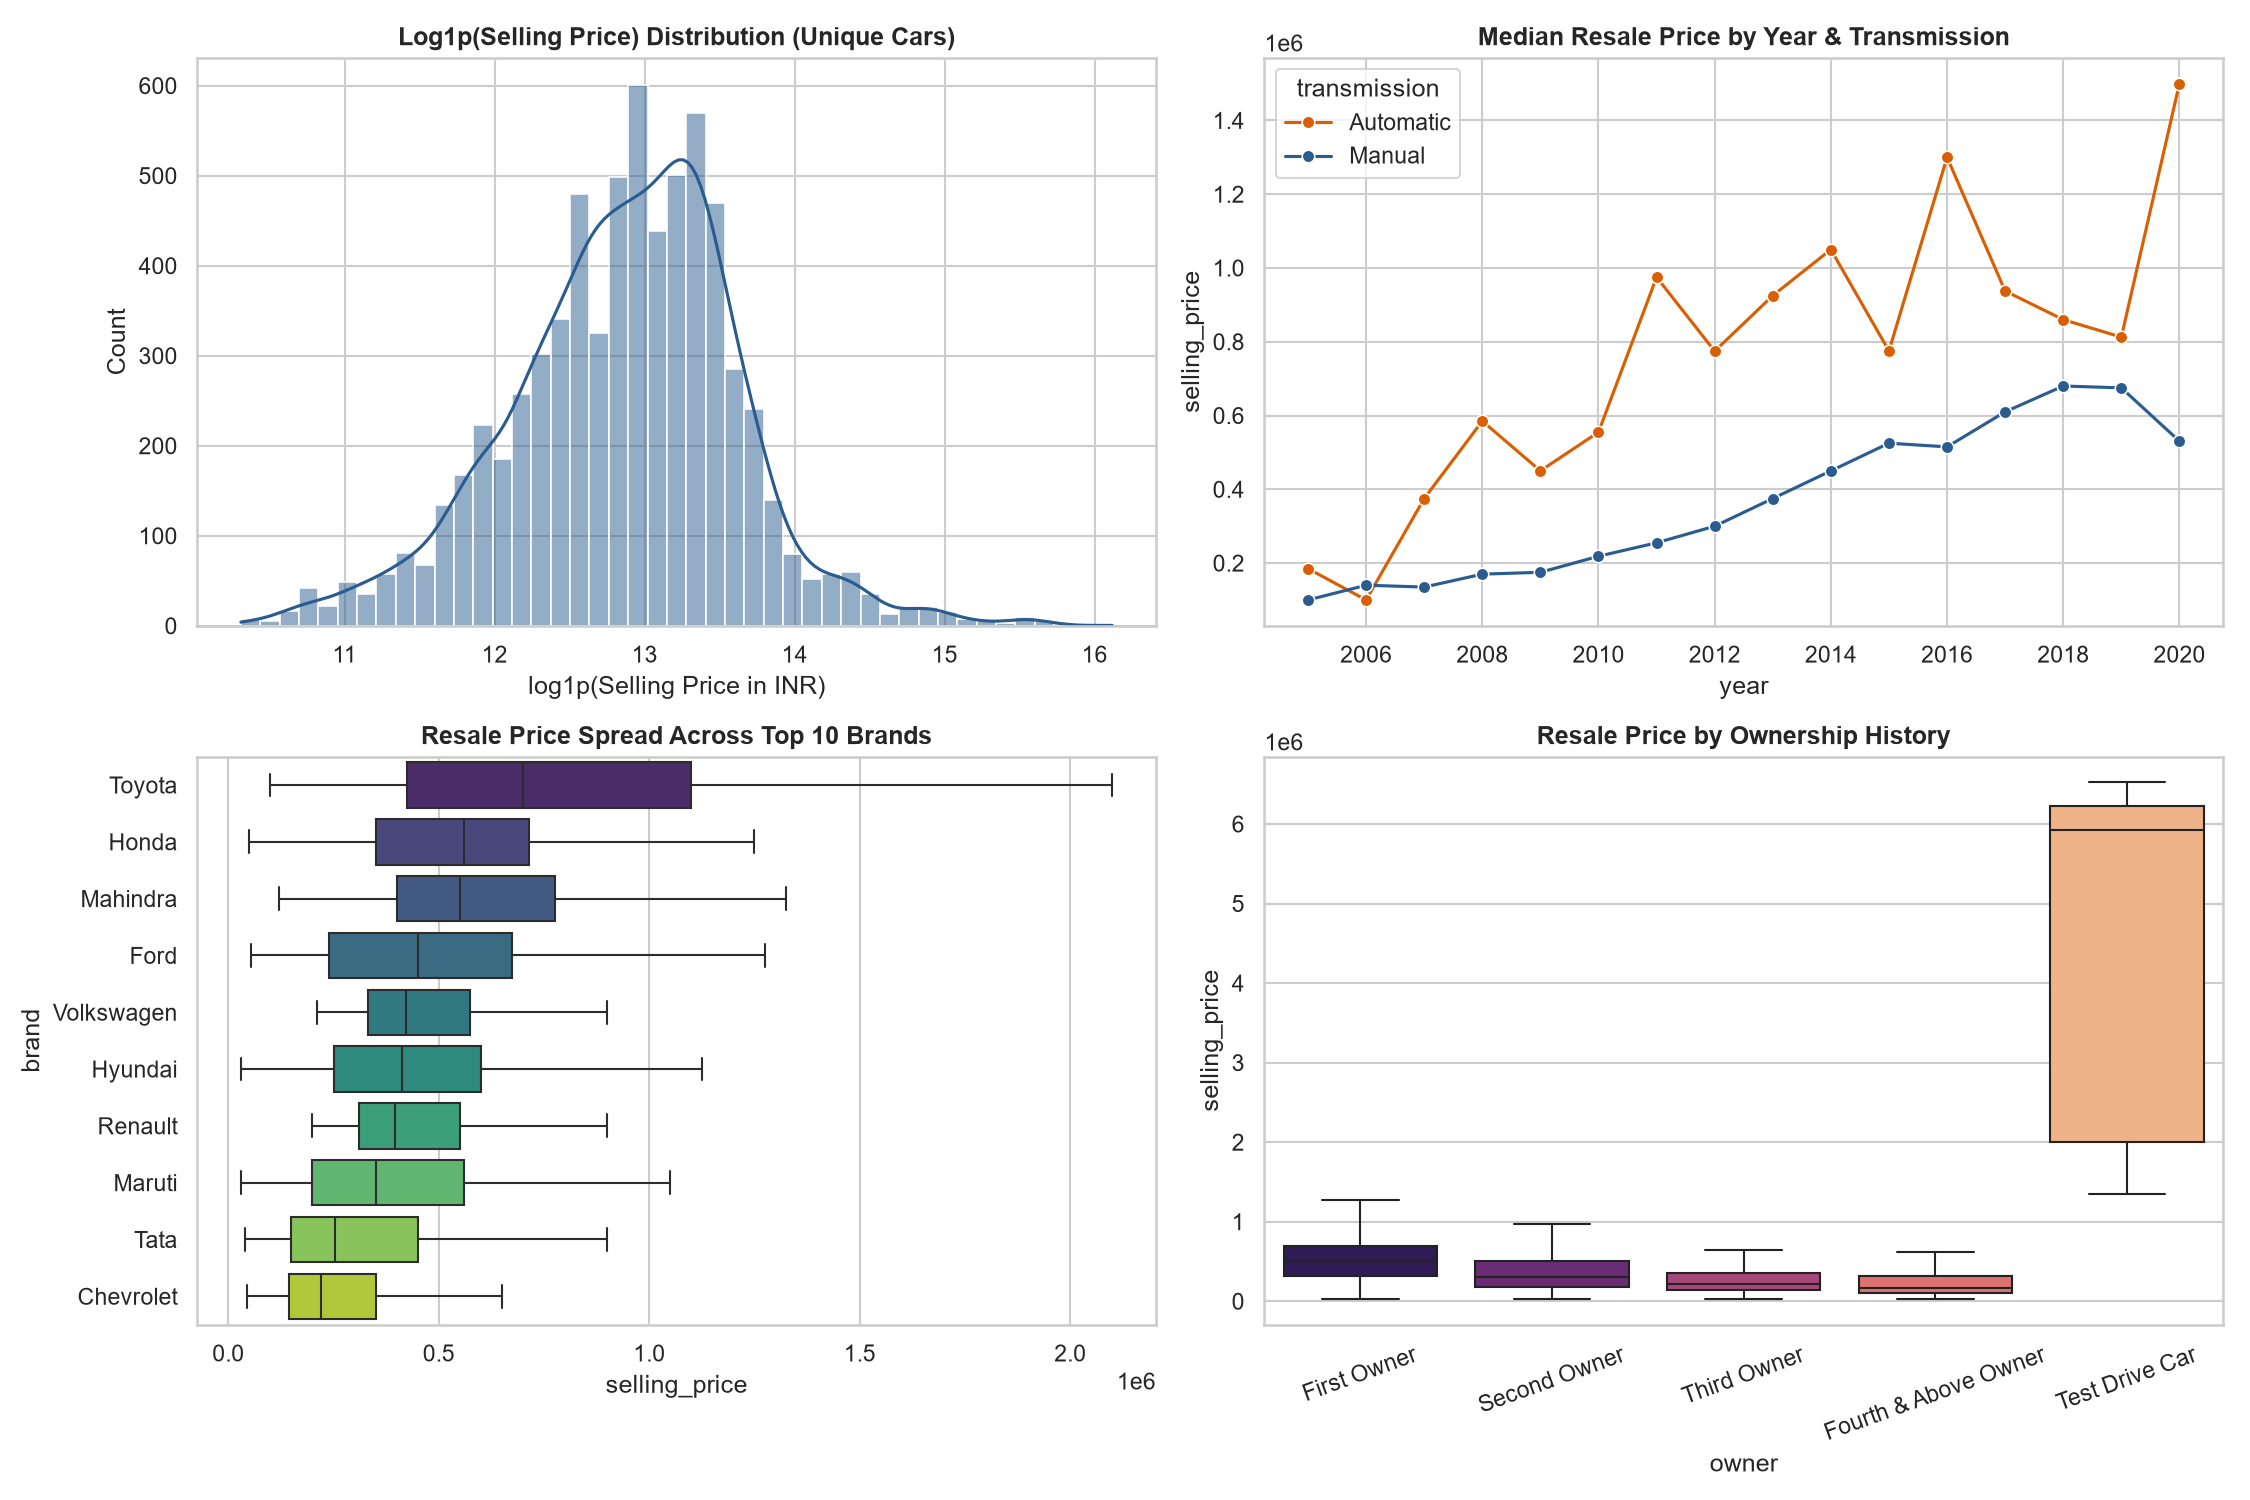 Log1p(Selling Price) Distribution (Unique Cars)
600
500
400
300
200
100
0
Count
11 12 13 14 15 16
log1p(Selling Price in INR)
Median Resale Price by Year & Transmission
1e6
transmission
Automatic
Manual
1.4
1.2
1.0
0.8
0.6
0.4
0.2
selling_price
2006 2008 2010 2012 2014 2016 2018 2020
year
Resale Price Spread Across Top 10 Brands
Toyota
Honda
Mahindra
Ford
Volkswagen
Hyundai
Renault
Maruti
Tata
Chevrolet
brand
0.0 0.5 1.0 1.5 2.0
selling_price
1e6
Resale Price by Ownership History
1e6
6
5
4
3
2
1
0
selling_price
First Owner Second Owner Third Owner Fourth & Above Owner Test Drive Car
owner